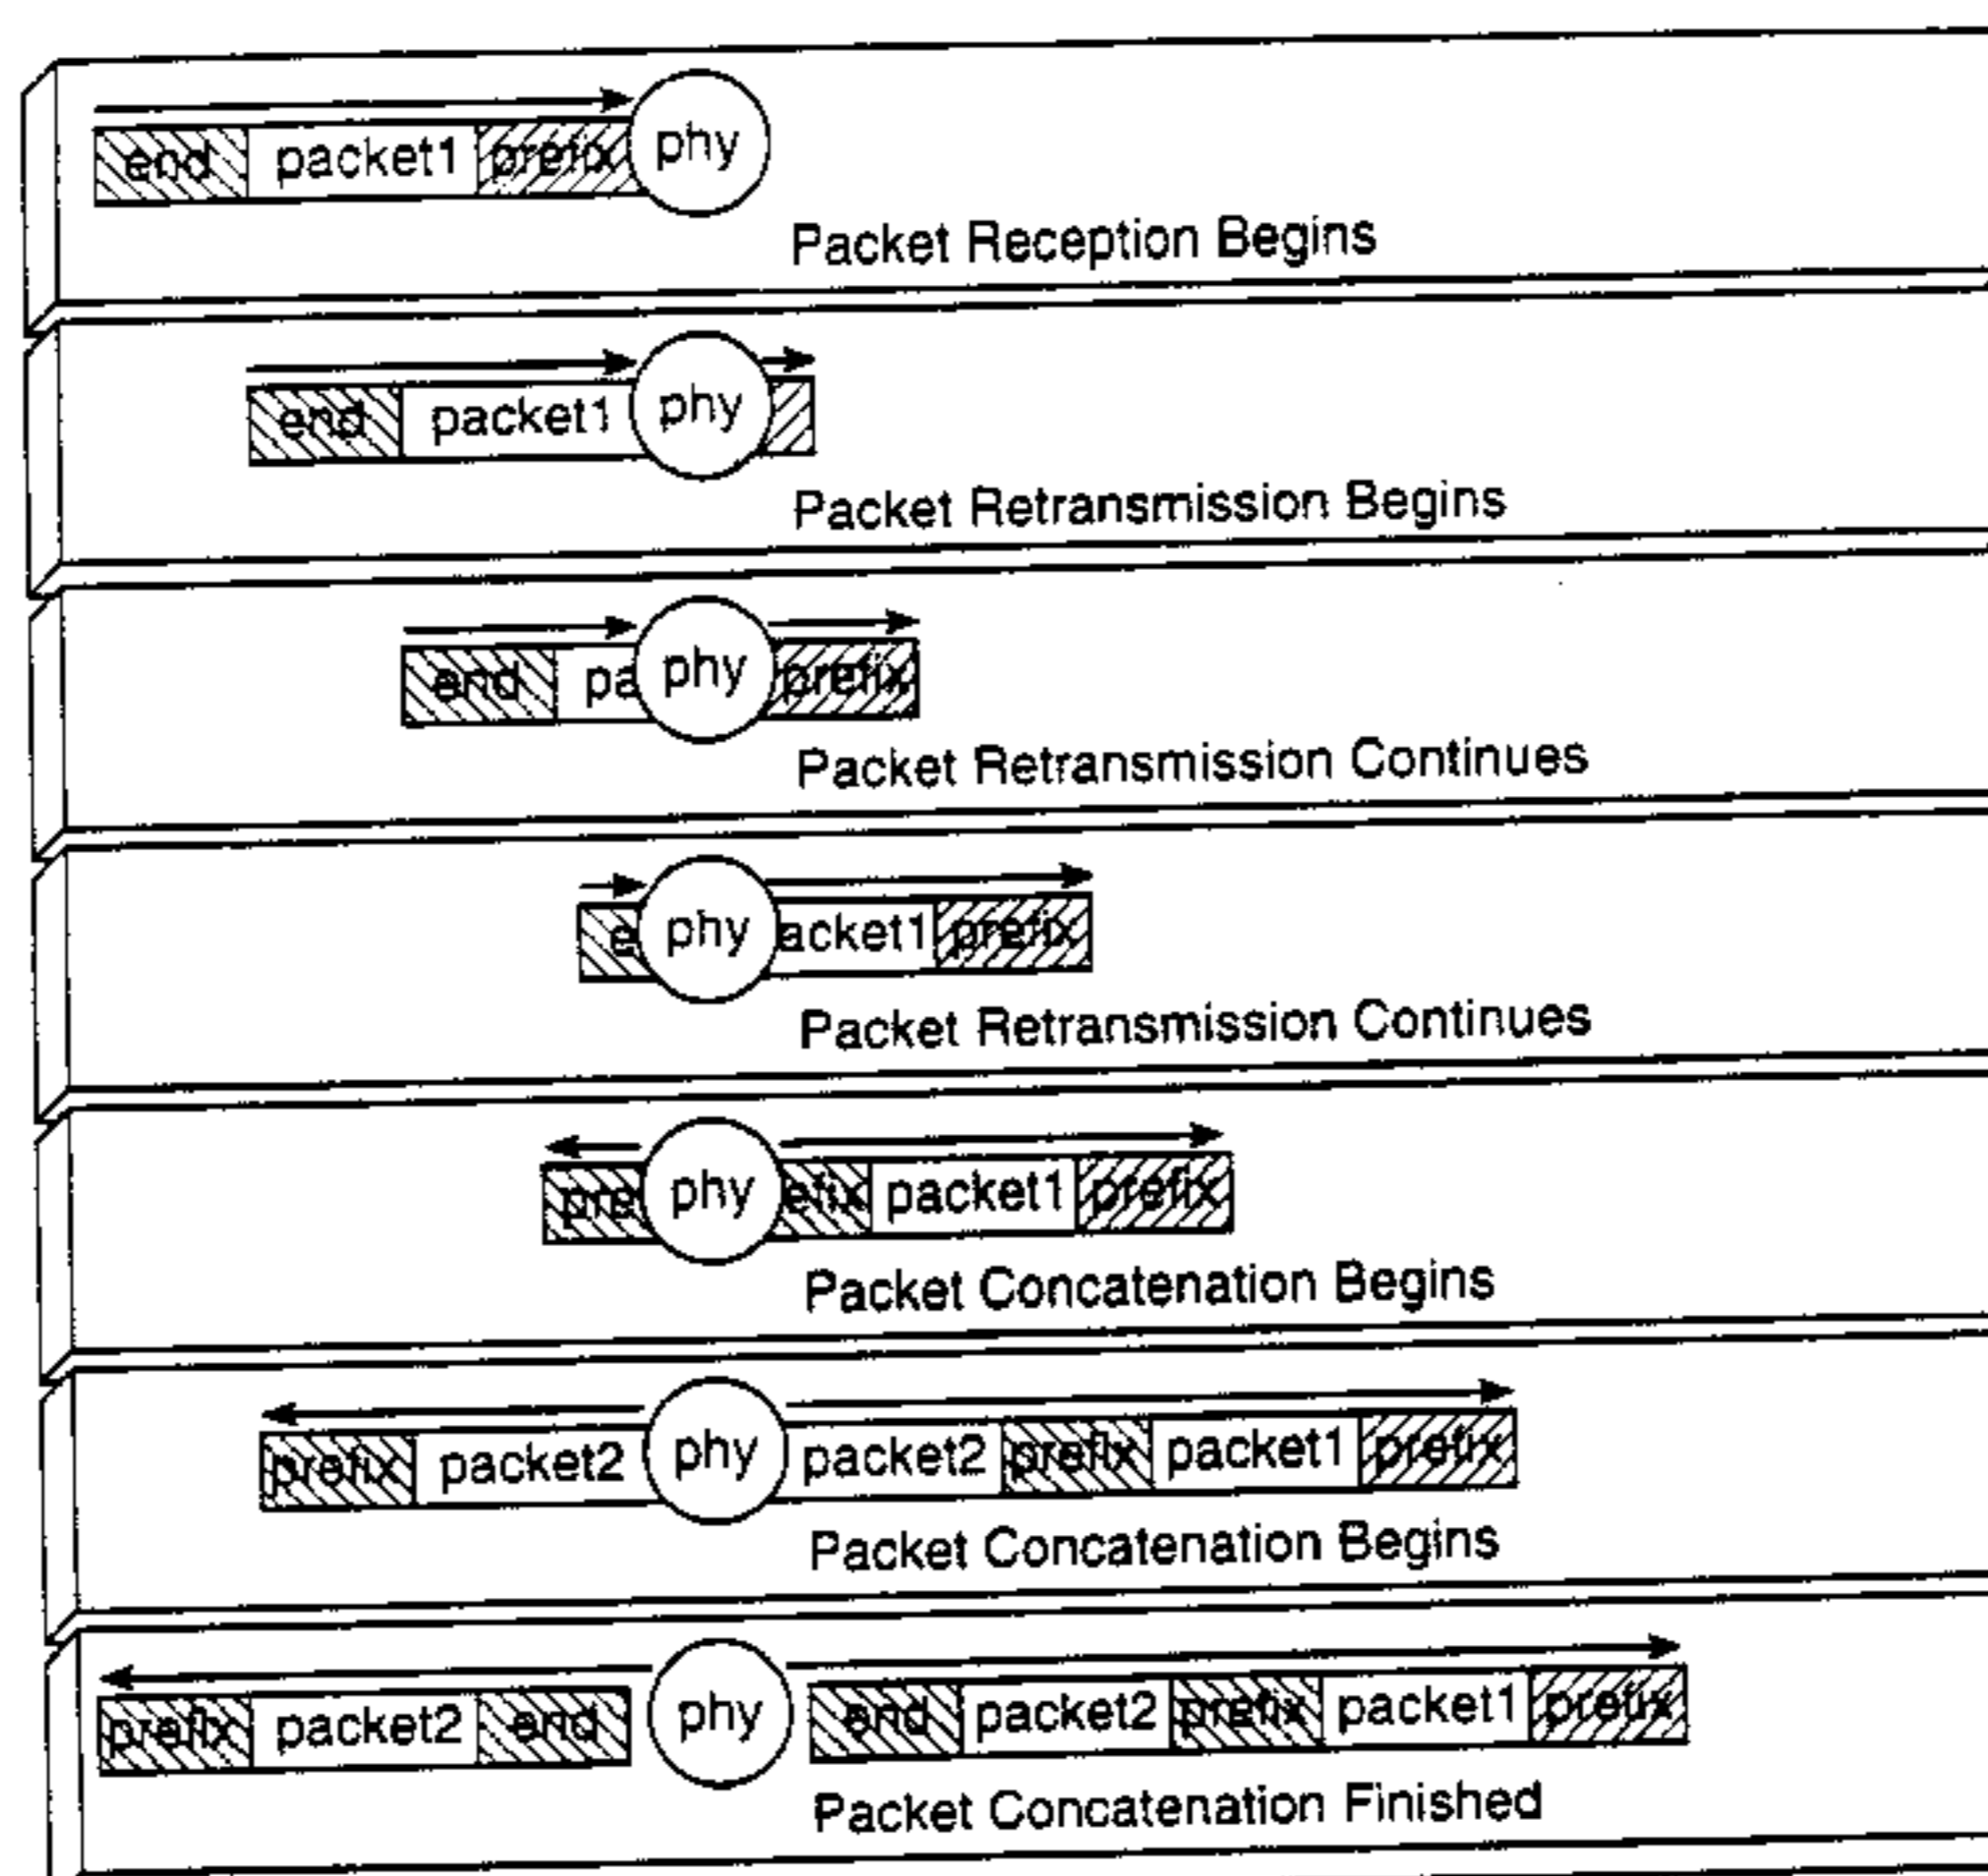 end packet1 prefix phy
Packet Reception Begins
end packet1 phy
Packet Retransmission Begins
end pa phy prefix
Packet Retransmission Continues
e phy acket1 prefix
Packet Retransmission Continues
pre phy efix packet1 prefix
Packet Concatenation Begins
prefix packet2 phy packet2 prefix packet1 prefix
Packet Concatenation Begins
prefix packet2 end phy end packet2 prefix packet1 prefix
Packet Concatenation Finished